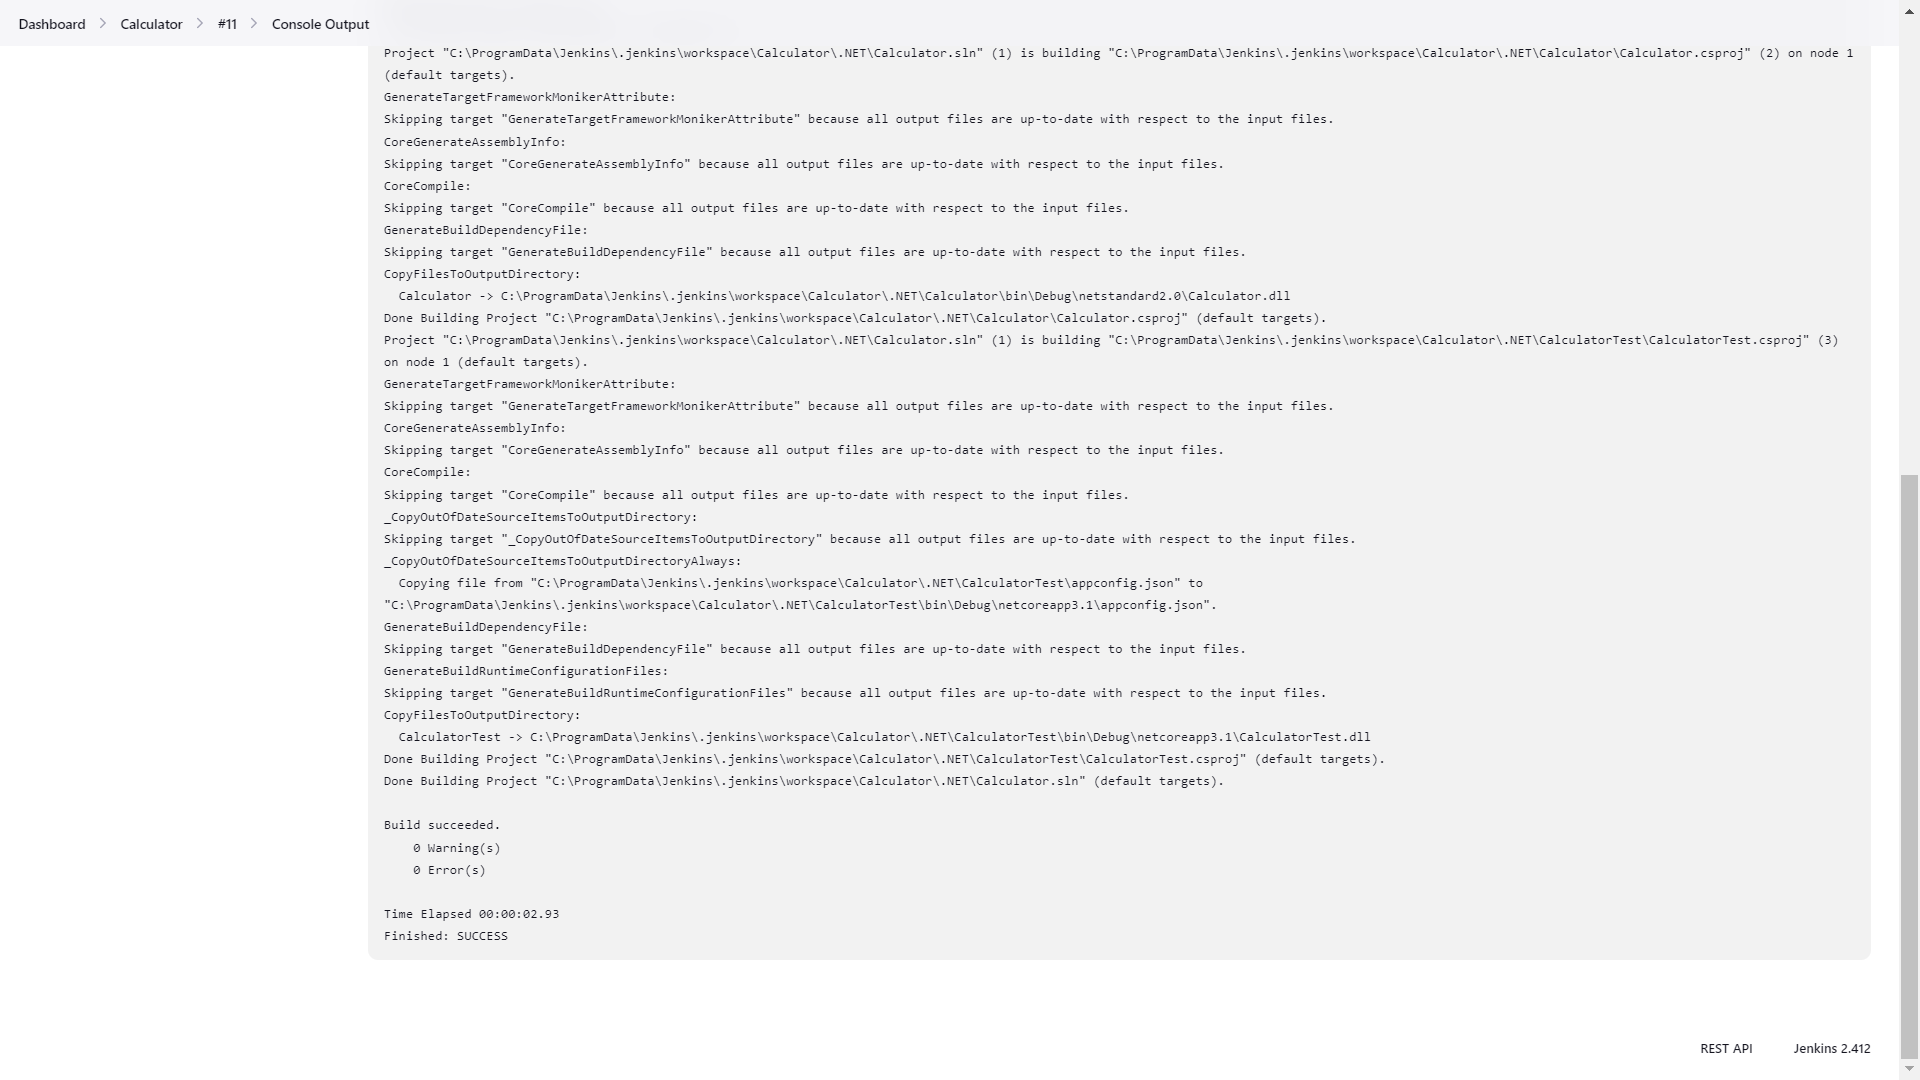 Dashboard > Calculator > #11 > Console Output
Project "C:\ProgramData\Jenkins\.jenkins\workspace\Calculator\.NET\Calculator.sln" (1) is building "C:\ProgramData\Jenkins\.jenkins\workspace\Calculator\.NET\Calculator\Calculator.csproj" (2) on node 1
(default targets).
GenerateTargetFrameworkMonikerAttribute:
Skipping target "GenerateTargetFrameworkMonikerAttribute" because all output files are up-to-date with respect to the input files.
CoreGenerateAssemblyInfo:
Skipping target "CoreGenerateAssemblyInfo" because all output files are up-to-date with respect to the input files.
CoreCompile:
Skipping target "CoreCompile" because all output files are up-to-date with respect to the input files.
GenerateBuildDependencyFile:
Skipping target "GenerateBuildDependencyFile" because all output files are up-to-date with respect to the input files.
CopyFilesToOutputDirectory:
  Calculator -> C:\ProgramData\Jenkins\.jenkins\workspace\Calculator\.NET\Calculator\bin\Debug\netstandard2.0\Calculator.dll
Done Building Project "C:\ProgramData\Jenkins\.jenkins\workspace\Calculator\.NET\Calculator\Calculator.csproj" (default targets).
Project "C:\ProgramData\Jenkins\.jenkins\workspace\Calculator\.NET\Calculator.sln" (1) is building "C:\ProgramData\Jenkins\.jenkins\workspace\Calculator\.NET\CalculatorTest\CalculatorTest.csproj" (3)
on node 1 (default targets).
GenerateTargetFrameworkMonikerAttribute:
Skipping target "GenerateTargetFrameworkMonikerAttribute" because all output files are up-to-date with respect to the input files.
CoreGenerateAssemblyInfo:
Skipping target "CoreGenerateAssemblyInfo" because all output files are up-to-date with respect to the input files.
CoreCompile:
Skipping target "CoreCompile" because all output files are up-to-date with respect to the input files.
_CopyOutOfDateSourceItemsToOutputDirectory:
Skipping target "_CopyOutOfDateSourceItemsToOutputDirectory" because all output files are up-to-date with respect to the input files.
_CopyOutOfDateSourceItemsToOutputDirectoryAlways:
  Copying file from "C:\ProgramData\Jenkins\.jenkins\workspace\Calculator\.NET\CalculatorTest\appconfig.json" to
"C:\ProgramData\Jenkins\.jenkins\workspace\Calculator\.NET\CalculatorTest\bin\Debug\netcoreapp3.1\appconfig.json".
GenerateBuildDependencyFile:
Skipping target "GenerateBuildDependencyFile" because all output files are up-to-date with respect to the input files.
GenerateBuildRuntimeConfigurationFiles:
Skipping target "GenerateBuildRuntimeConfigurationFiles" because all output files are up-to-date with respect to the input files.
CopyFilesToOutputDirectory:
  CalculatorTest -> C:\ProgramData\Jenkins\.jenkins\workspace\Calculator\.NET\CalculatorTest\bin\Debug\netcoreapp3.1\CalculatorTest.dll
Done Building Project "C:\ProgramData\Jenkins\.jenkins\workspace\Calculator\.NET\CalculatorTest\CalculatorTest.csproj" (default targets).
Done Building Project "C:\ProgramData\Jenkins\.jenkins\workspace\Calculator\.NET\Calculator.sln" (default targets).

Build succeeded.
    0 Warning(s)
    0 Error(s)

Time Elapsed 00:00:02.93
Finished: SUCCESS
REST API Jenkins 2.412